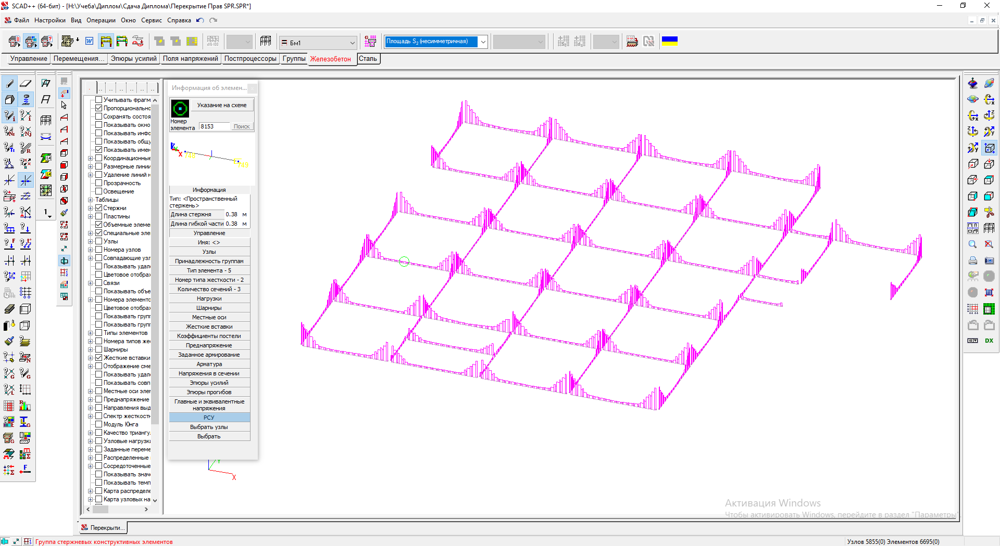 SCAD++ (64-бит) - [H:\Учеба\Диплом\Сдача Диплома\Перекрытие Прав SPR.SPR*]
Файл Настройки Вид Операции Окно Сервис Справка
Бм1
Площадь S2 (несимметричная)
Управление Перемещения... Эпюры усилий Поля напряжений Постпроцессоры Группы Железобетон Сталь
Информация об элемен...
Указание на схеме
Номер элемента 8153 Поиск
Z
X
748
749
Информация
Тип: <Пространственный
стержень>
Длина стержня 0.38 м
Длина гибкой части 0.38 м
Управление
Имя: <>
Узлы
Принадлежность группам
Тип элемента - 5
Номер типа жесткости - 2
Количество сечений - 3
Нагрузки
Шарниры
Местные оси
Жесткие вставки
Коэффициенты постели
Преднапряжение
Заданное армирование
Арматура
Напряжения в сечении
Эпюры усилий
Эпюры прогибов
Главные и эквивалентные
напряжения
РСУ
Выбрать узлы
Выбрать
Учитывать фрагм
Пропорционально
Сохранять состоя
Показывать окно
Показывать инфо
Показывать общу
Показывать имен
Координационные
Размерные линии
Удаление линий н
Прозрачность
Освещение
Таблицы
Стержни
Пластины
Объемные элеме
Специальные эле
Узлы
Номера узлов
Совпадающие узл
Показывать удал
Цветовое отображ
Связи
Показывать объе
Номера элементо
Цветовое отображ
Показывать групп
Показывать групп
Типы элементов
Номера типов жес
Шарниры
Жесткие вставки
Отображение сме
Показывать удал
Показывать совп
Местные оси элем
Преднапряжение
Направления выд
Спектр жесткост
Модуль Юнга
Качество триангу
Узловые нагрузки
Заданные переме
Распределенные
Сосредоточенные
Показывать знач
Показывать темп
Карта распределе
Карта узловых на
Y
X
DX
Активация Windows
Чтобы активировать Windows, перейдите в раздел "Параметры".
Перекрыти...
Группа стержневых конструктивных элементов
Узлов 5855(0) Элементов 6695(0)